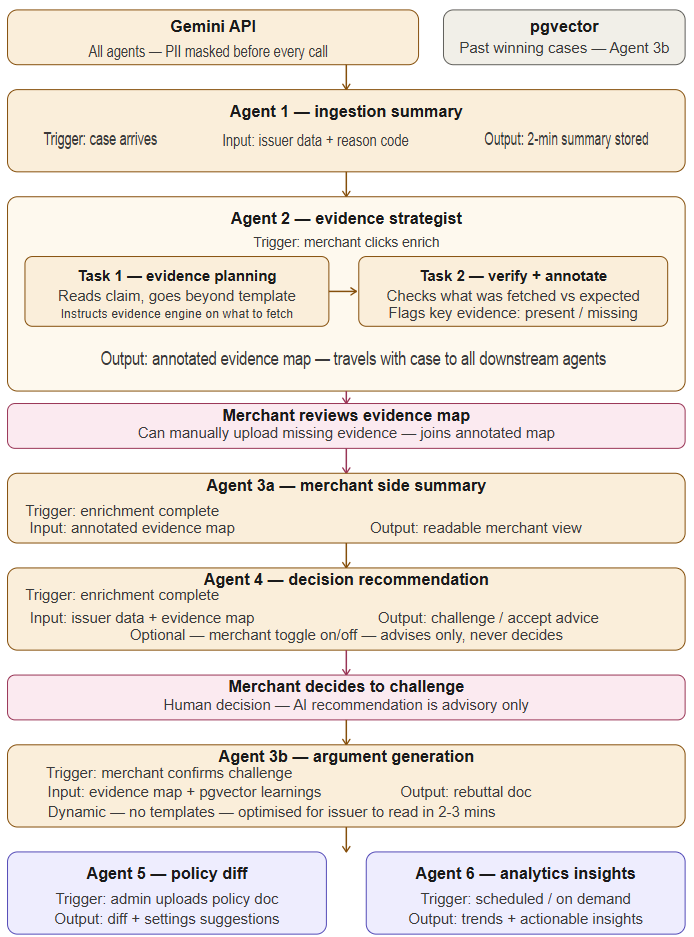 Gemini API
All agents — PII masked before every call
pgvector
Past winning cases — Agent 3b
Agent 1 — ingestion summary
Trigger: case arrives
Input: issuer data + reason code
Output: 2-min summary stored
Agent 2 — evidence strategist
Trigger: merchant clicks enrich
Task 1 — evidence planning
Reads claim, goes beyond template
Instructs evidence engine on what to fetch
Task 2 — verify + annotate
Checks what was fetched vs expected
Flags key evidence: present / missing
Output: annotated evidence map — travels with case to all downstream agents
Merchant reviews evidence map
Can manually upload missing evidence — joins annotated map
Agent 3a — merchant side summary
Trigger: enrichment complete
Input: annotated evidence map
Output: readable merchant view
Agent 4 — decision recommendation
Trigger: enrichment complete
Input: issuer data + evidence map
Output: challenge / accept advice
Optional — merchant toggle on/off — advises only, never decides
Merchant decides to challenge
Human decision — AI recommendation is advisory only
Agent 3b — argument generation
Trigger: merchant confirms challenge
Input: evidence map + pgvector learnings
Output: rebuttal doc
Dynamic — no templates — optimised for issuer to read in 2-3 mins
Agent 5 — policy diff
Trigger: admin uploads policy doc
Output: diff + settings suggestions
Agent 6 — analytics insights
Trigger: scheduled / on demand
Output: trends + actionable insights